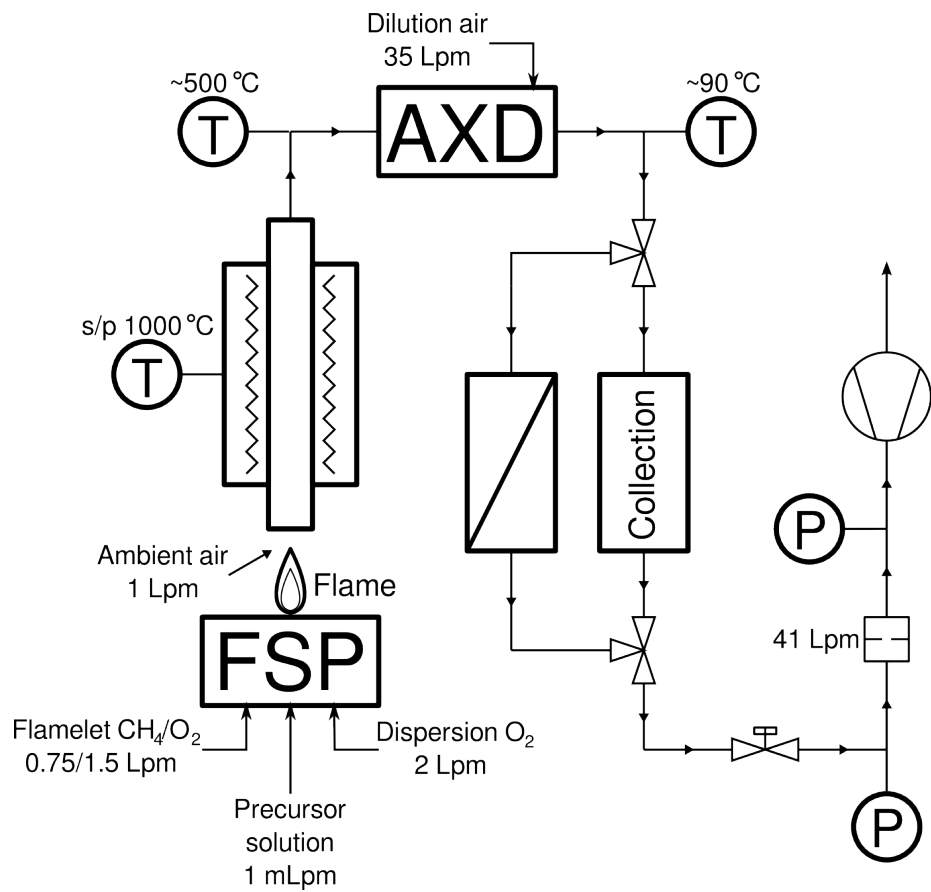 Dilution air
35 Lpm
~500 °C
T
AXD
~90 °C
T
s/p 1000 °C
T
Collection
P
Ambient air
1 Lpm
Flame
FSP
41 Lpm
Flamelet CH₄/O₂
0.75/1.5 Lpm
Dispersion O₂
2 Lpm
Precursor
solution
1 mLpm
P